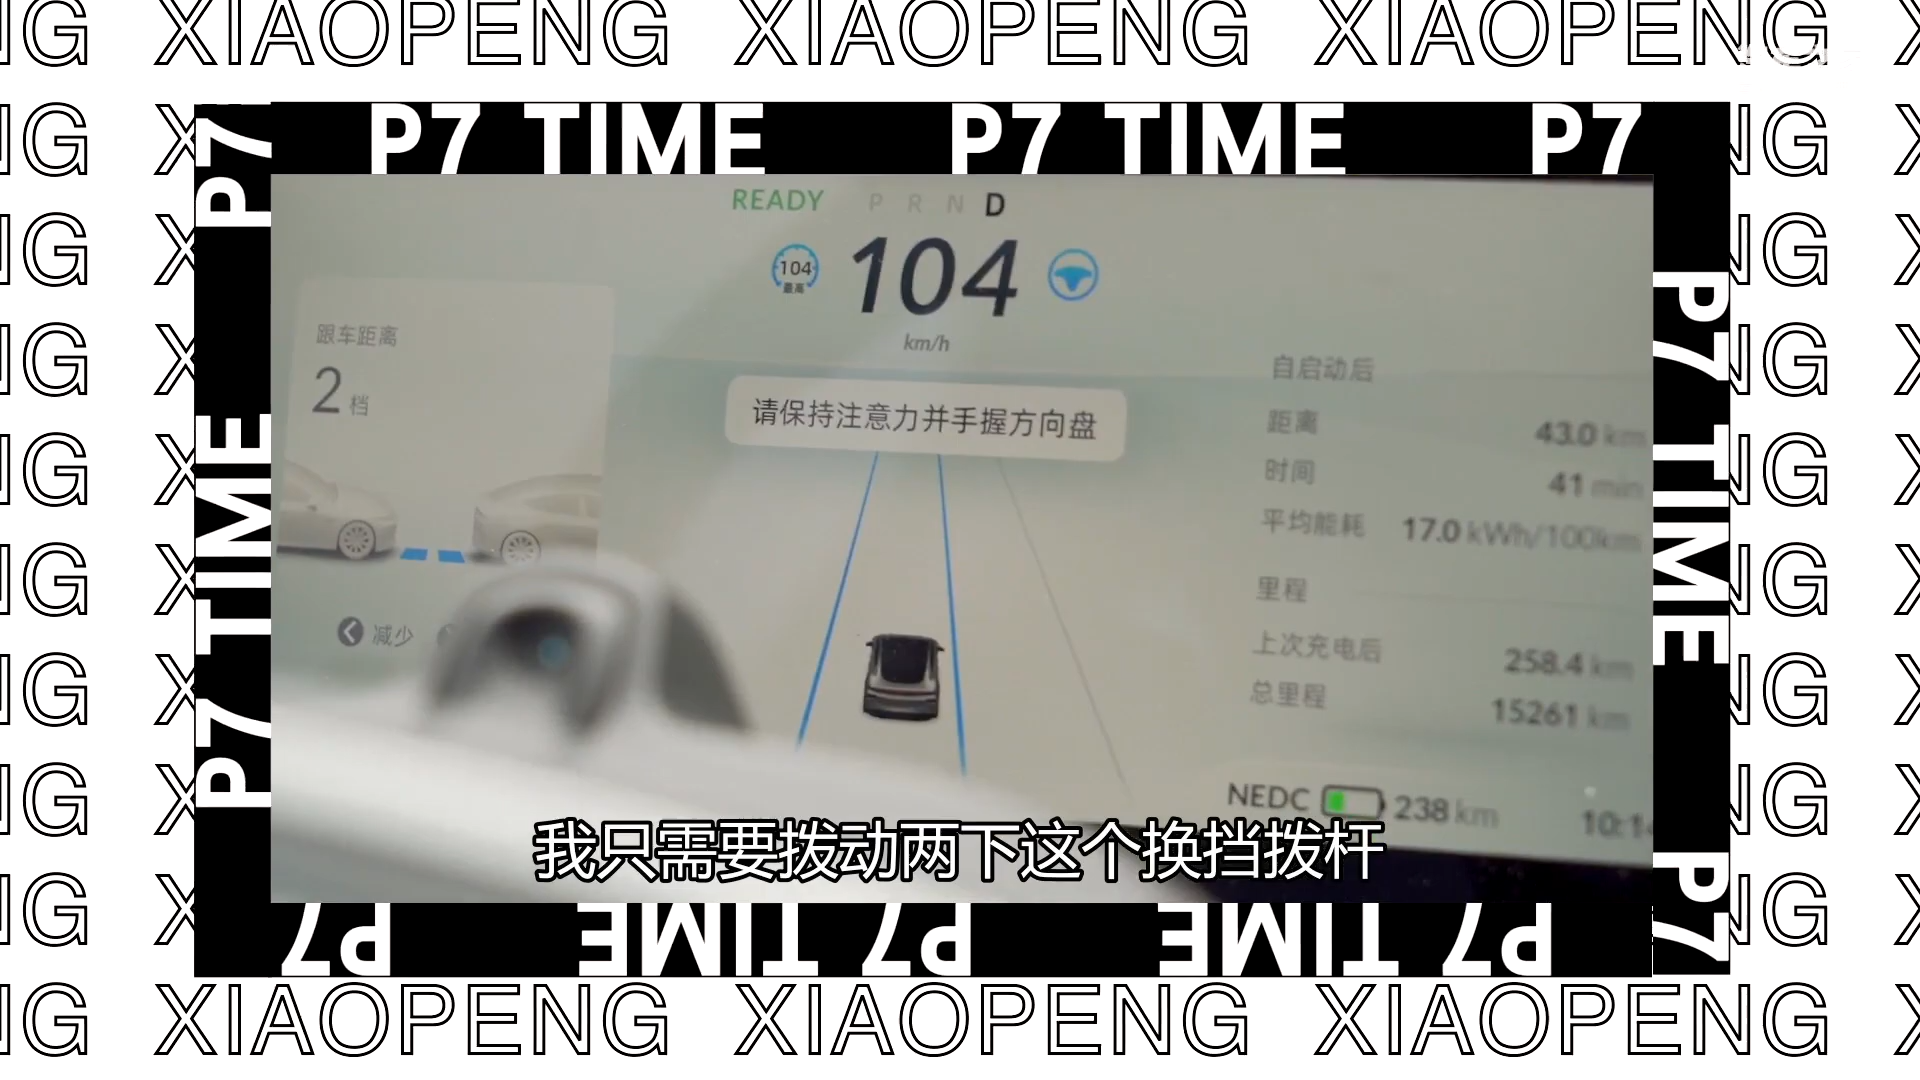 XIAOPENG XIAOPENG XIAOPENG
P7 TIME P7 TIME P7
READY P R N D
104 最高
104
km/h
跟车距离
2 档
减少
请保持注意力并手握方向盘
自启动后
距离 43.0 km
时间 41 min
平均能耗 17.0 kWh/100km
里程
上次充电后 258.4 km
总里程 15261 km
NEDC 238 km
我只需要拨动两下这个换挡拨杆
P7 TIME P7
P7 TIME P7
P7 TIME P7 TIME P7
XIAOPENG XIAOPENG XIAOPENG